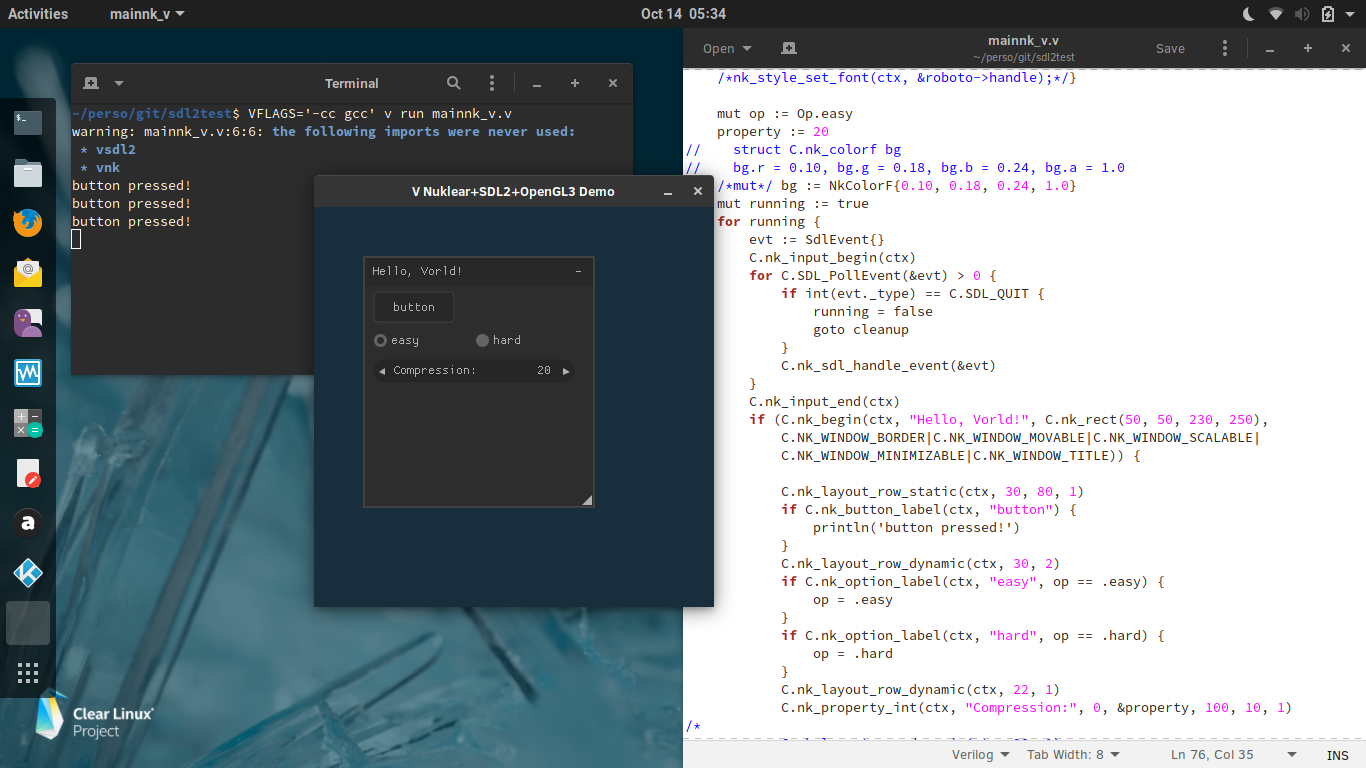 Activities
mainnk_v
Oct 14 05:34
Terminal
~/perso/git/sdl2test$ VFLAGS='-cc gcc' v run mainnk_v.v
warning: mainnk_v.v:6:6: the following imports were never used:
* vsdl2
* vnk
button pressed!
button pressed!
button pressed!
V Nuklear+SDL2+OpenGL3 Demo
Hello, Vorld!
button
easy
hard
Compression: 20
Open
mainnk_v.v
~/perso/git/sdl2test
Save
/*nk_style_set_font(ctx, &roboto->handle);*/}
mut op := Op.easy
property := 20
// struct C.nk_colorf bg
// bg.r = 0.10, bg.g = 0.18, bg.b = 0.24, bg.a = 1.0
/*mut*/ bg := NkColorF{0.10, 0.18, 0.24, 1.0}
mut running := true
for running {
evt := SdlEvent{}
C.nk_input_begin(ctx)
for C.SDL_PollEvent(&evt) > 0 {
if int(evt._type) == C.SDL_QUIT {
running = false
goto cleanup
}
C.nk_sdl_handle_event(&evt)
}
C.nk_input_end(ctx)
if (C.nk_begin(ctx, "Hello, Vorld!", C.nk_rect(50, 50, 230, 250),
C.NK_WINDOW_BORDER|C.NK_WINDOW_MOVABLE|C.NK_WINDOW_SCALABLE|
C.NK_WINDOW_MINIMIZABLE|C.NK_WINDOW_TITLE)) {
C.nk_layout_row_static(ctx, 30, 80, 1)
if C.nk_button_label(ctx, "button") {
println('button pressed!')
}
C.nk_layout_row_dynamic(ctx, 30, 2)
if C.nk_option_label(ctx, "easy", op == .easy) {
op = .easy
}
if C.nk_option_label(ctx, "hard", op == .hard) {
op = .hard
}
C.nk_layout_row_dynamic(ctx, 22, 1)
C.nk_property_int(ctx, "Compression:", 0, &property, 100, 10, 1)
/*
Verilog
Tab Width: 8
Ln 76, Col 35
INS
Clear Linux*
Project